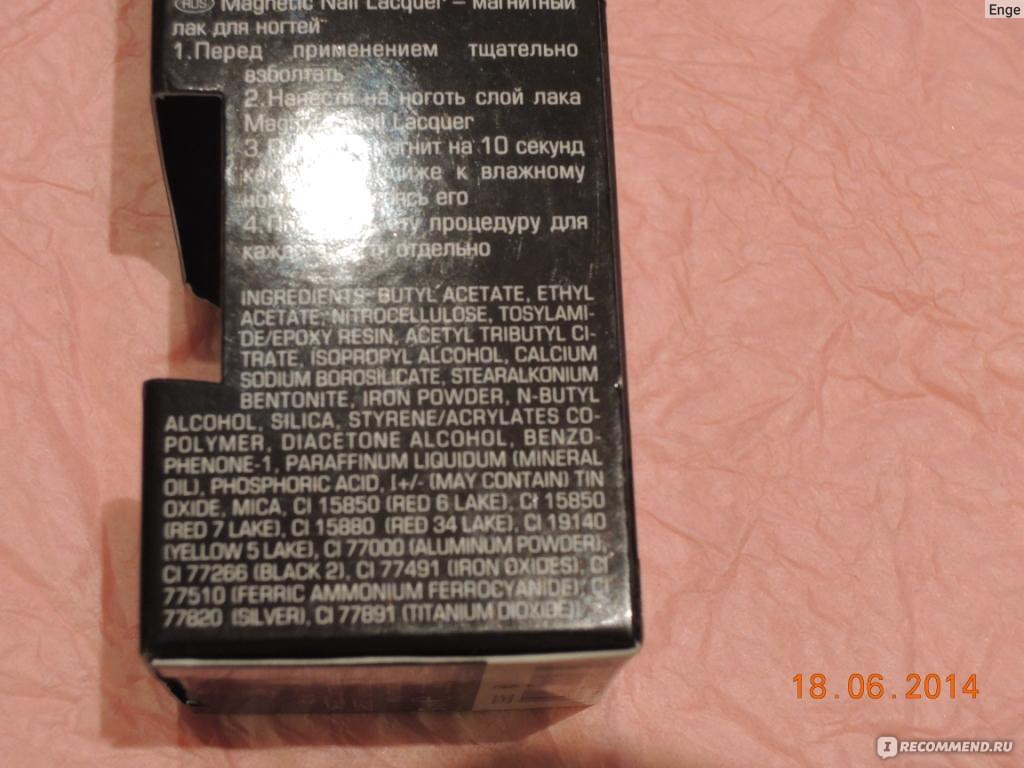 RUS Magnetic Nail Lacquer – магнитный
лак для ногтей
1.Перед применением тщательно
взболтать
2.Нанести на ноготь слой лака
Nail Lacquer
3 магнит на 10 секунд
к влажному
его
4. процедуру для
отдельно
INGREDIENTS BUTYL ACETATE, ETHYL
ACETATE, NITROCELLULOSE, TOSYLAMI-
DE/EPOXY RESIN, ACETYL TRIBUTYL CI-
TRATE, ISOPROPYL ALCOHOL, CALCIUM
SODIUM BOROSILICATE, STEARALKONIUM
BENTONITE, IRON POWDER, N-BUTYL
ALCOHOL, SILICA, STYRENE/ACRYLATES CO-
POLYMER, DIACETONE ALCOHOL, BENZO-
PHENONE-1, PARAFFINUM LIQUIDUM (MINERAL
OIL), PHOSPHORIC ACID, [+/- (MAY CONTAIN) TIN
OXIDE, MICA, CI 15850 (RED 6 LAKE), CI 15850
(RED 7 LAKE), CI 15880 (RED 34 LAKE), CI 19140
(YELLOW 5 LAKE), CI 77000 (ALUMINUM POWDER),
CI 77266 (BLACK 2), CI 77491 (IRON OXIDES), CI
77510 (FERRIC AMMONIUM FERROCYANIDE), CI
77820 (SILVER), CI 77891 (TITANIUM DIOXIDE)]
18.06.2014
Enge
IRECOMMEND.RU